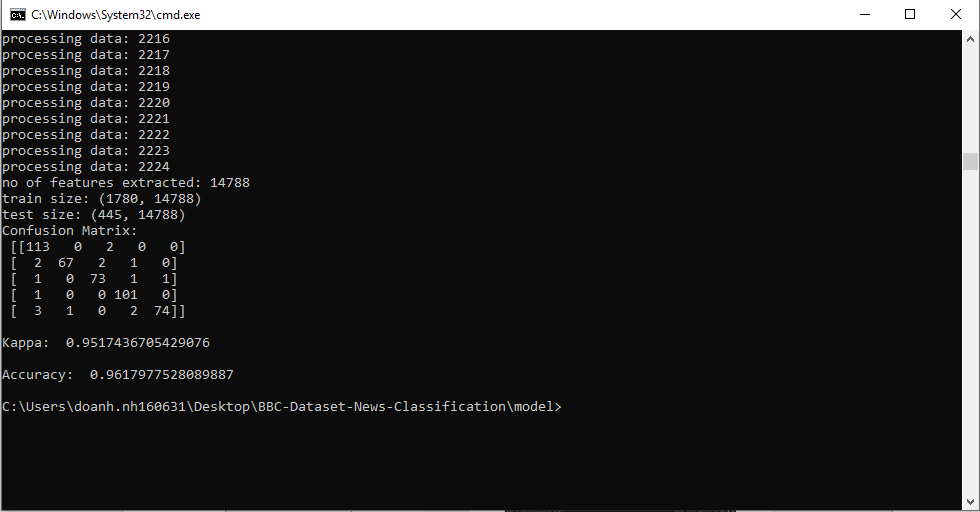 C:\Windows\System32\cmd.exe
processing data: 2216
processing data: 2217
processing data: 2218
processing data: 2219
processing data: 2220
processing data: 2221
processing data: 2222
processing data: 2223
processing data: 2224
no of features extracted: 14788
train size: (1780, 14788)
test size: (445, 14788)
Confusion Matrix:
 [[113   0   2   0   0]
 [  2  67   2   1   0]
 [  1   0  73   1   1]
 [  1   0   0 101   0]
 [  3   1   0   2  74]]
Kappa:  0.9517436705429076
Accuracy:  0.9617977528089887
C:\Users\doanh.nh160631\Desktop\BBC-Dataset-News-Classification\model>